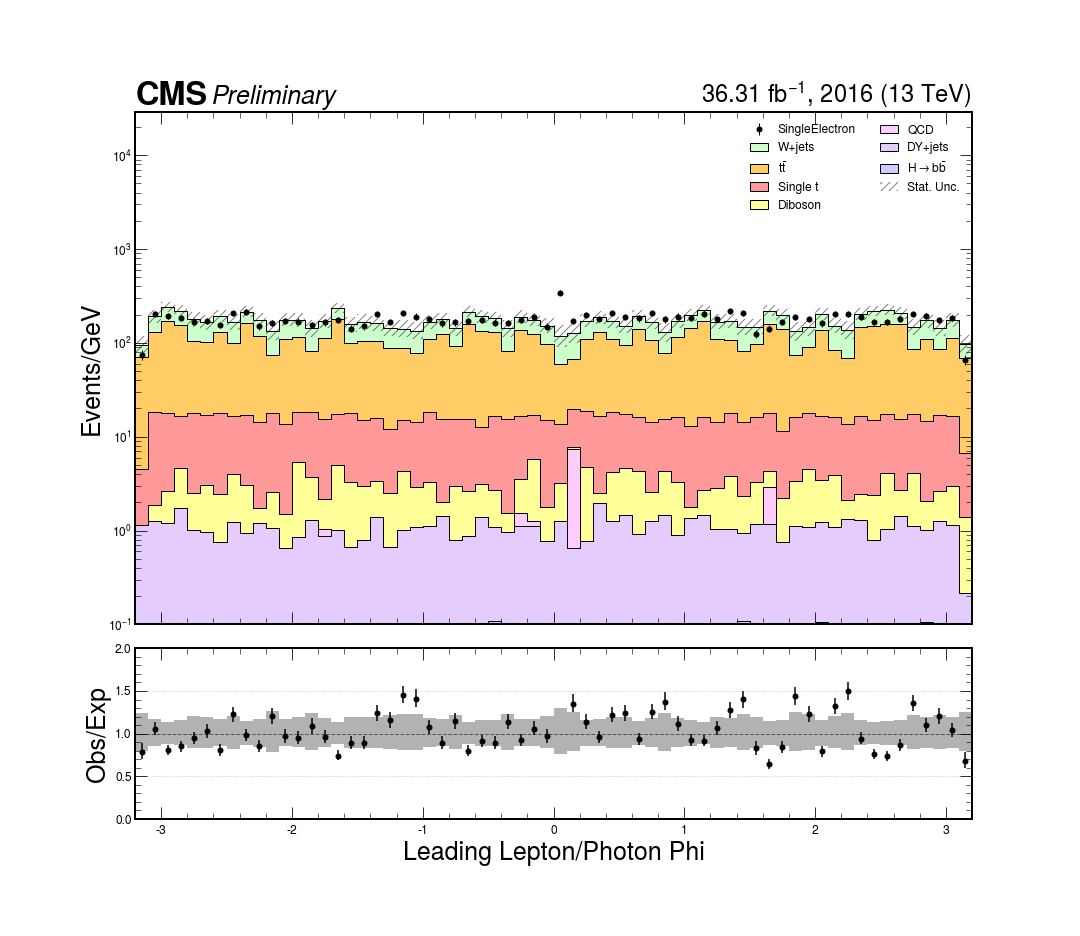 CMS Preliminary 36.31 fb⁻¹, 2016 (13 TeV)
SingleElectron QCD
W+jets DY+jets
tt̄ H→bb̄
Single t Stat. Unc.
Diboson
Events/GeV
10⁴
10³
10²
10¹
10⁰
10⁻¹
Obs/Exp
2.0
1.5
1.0
0.5
0.0
-3 -2 -1 0 1 2 3
Leading Lepton/Photon Phi